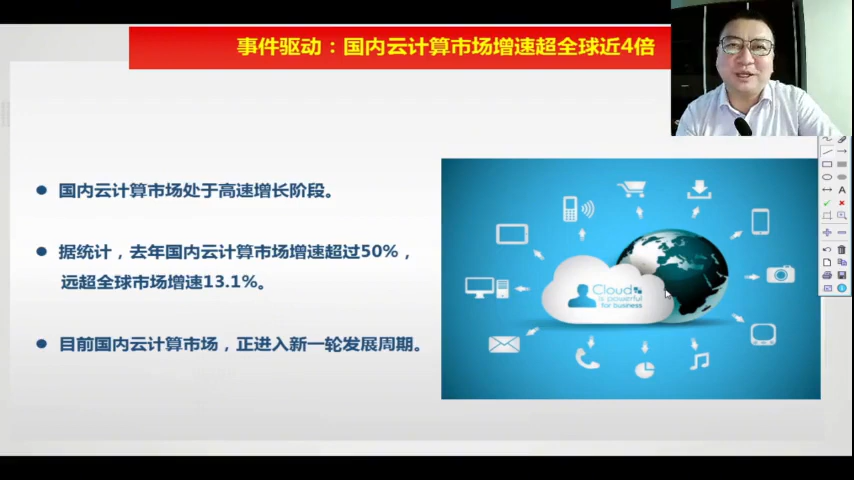 事件驱动：国内云计算市场增速超全球近4倍
国内云计算市场处于高速增长阶段。
据统计，去年国内云计算市场增速超过50%，
远超全球市场增速13.1%。
目前国内云计算市场，正进入新一轮发展周期。
Cloud
is powerful
for business
A